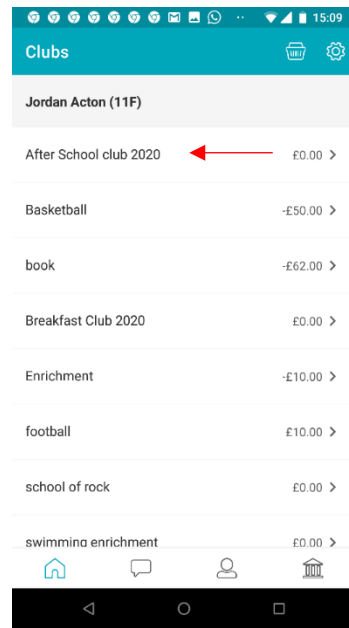 15:09
Clubs
Jordan Acton (11F)
After School club 2020 £0.00 >
Basketball -£50.00 >
book -£62.00 >
Breakfast Club 2020 £0.00 >
Enrichment -£10.00 >
football £10.00 >
school of rock £0.00 >
swimming enrichment £0.00 >